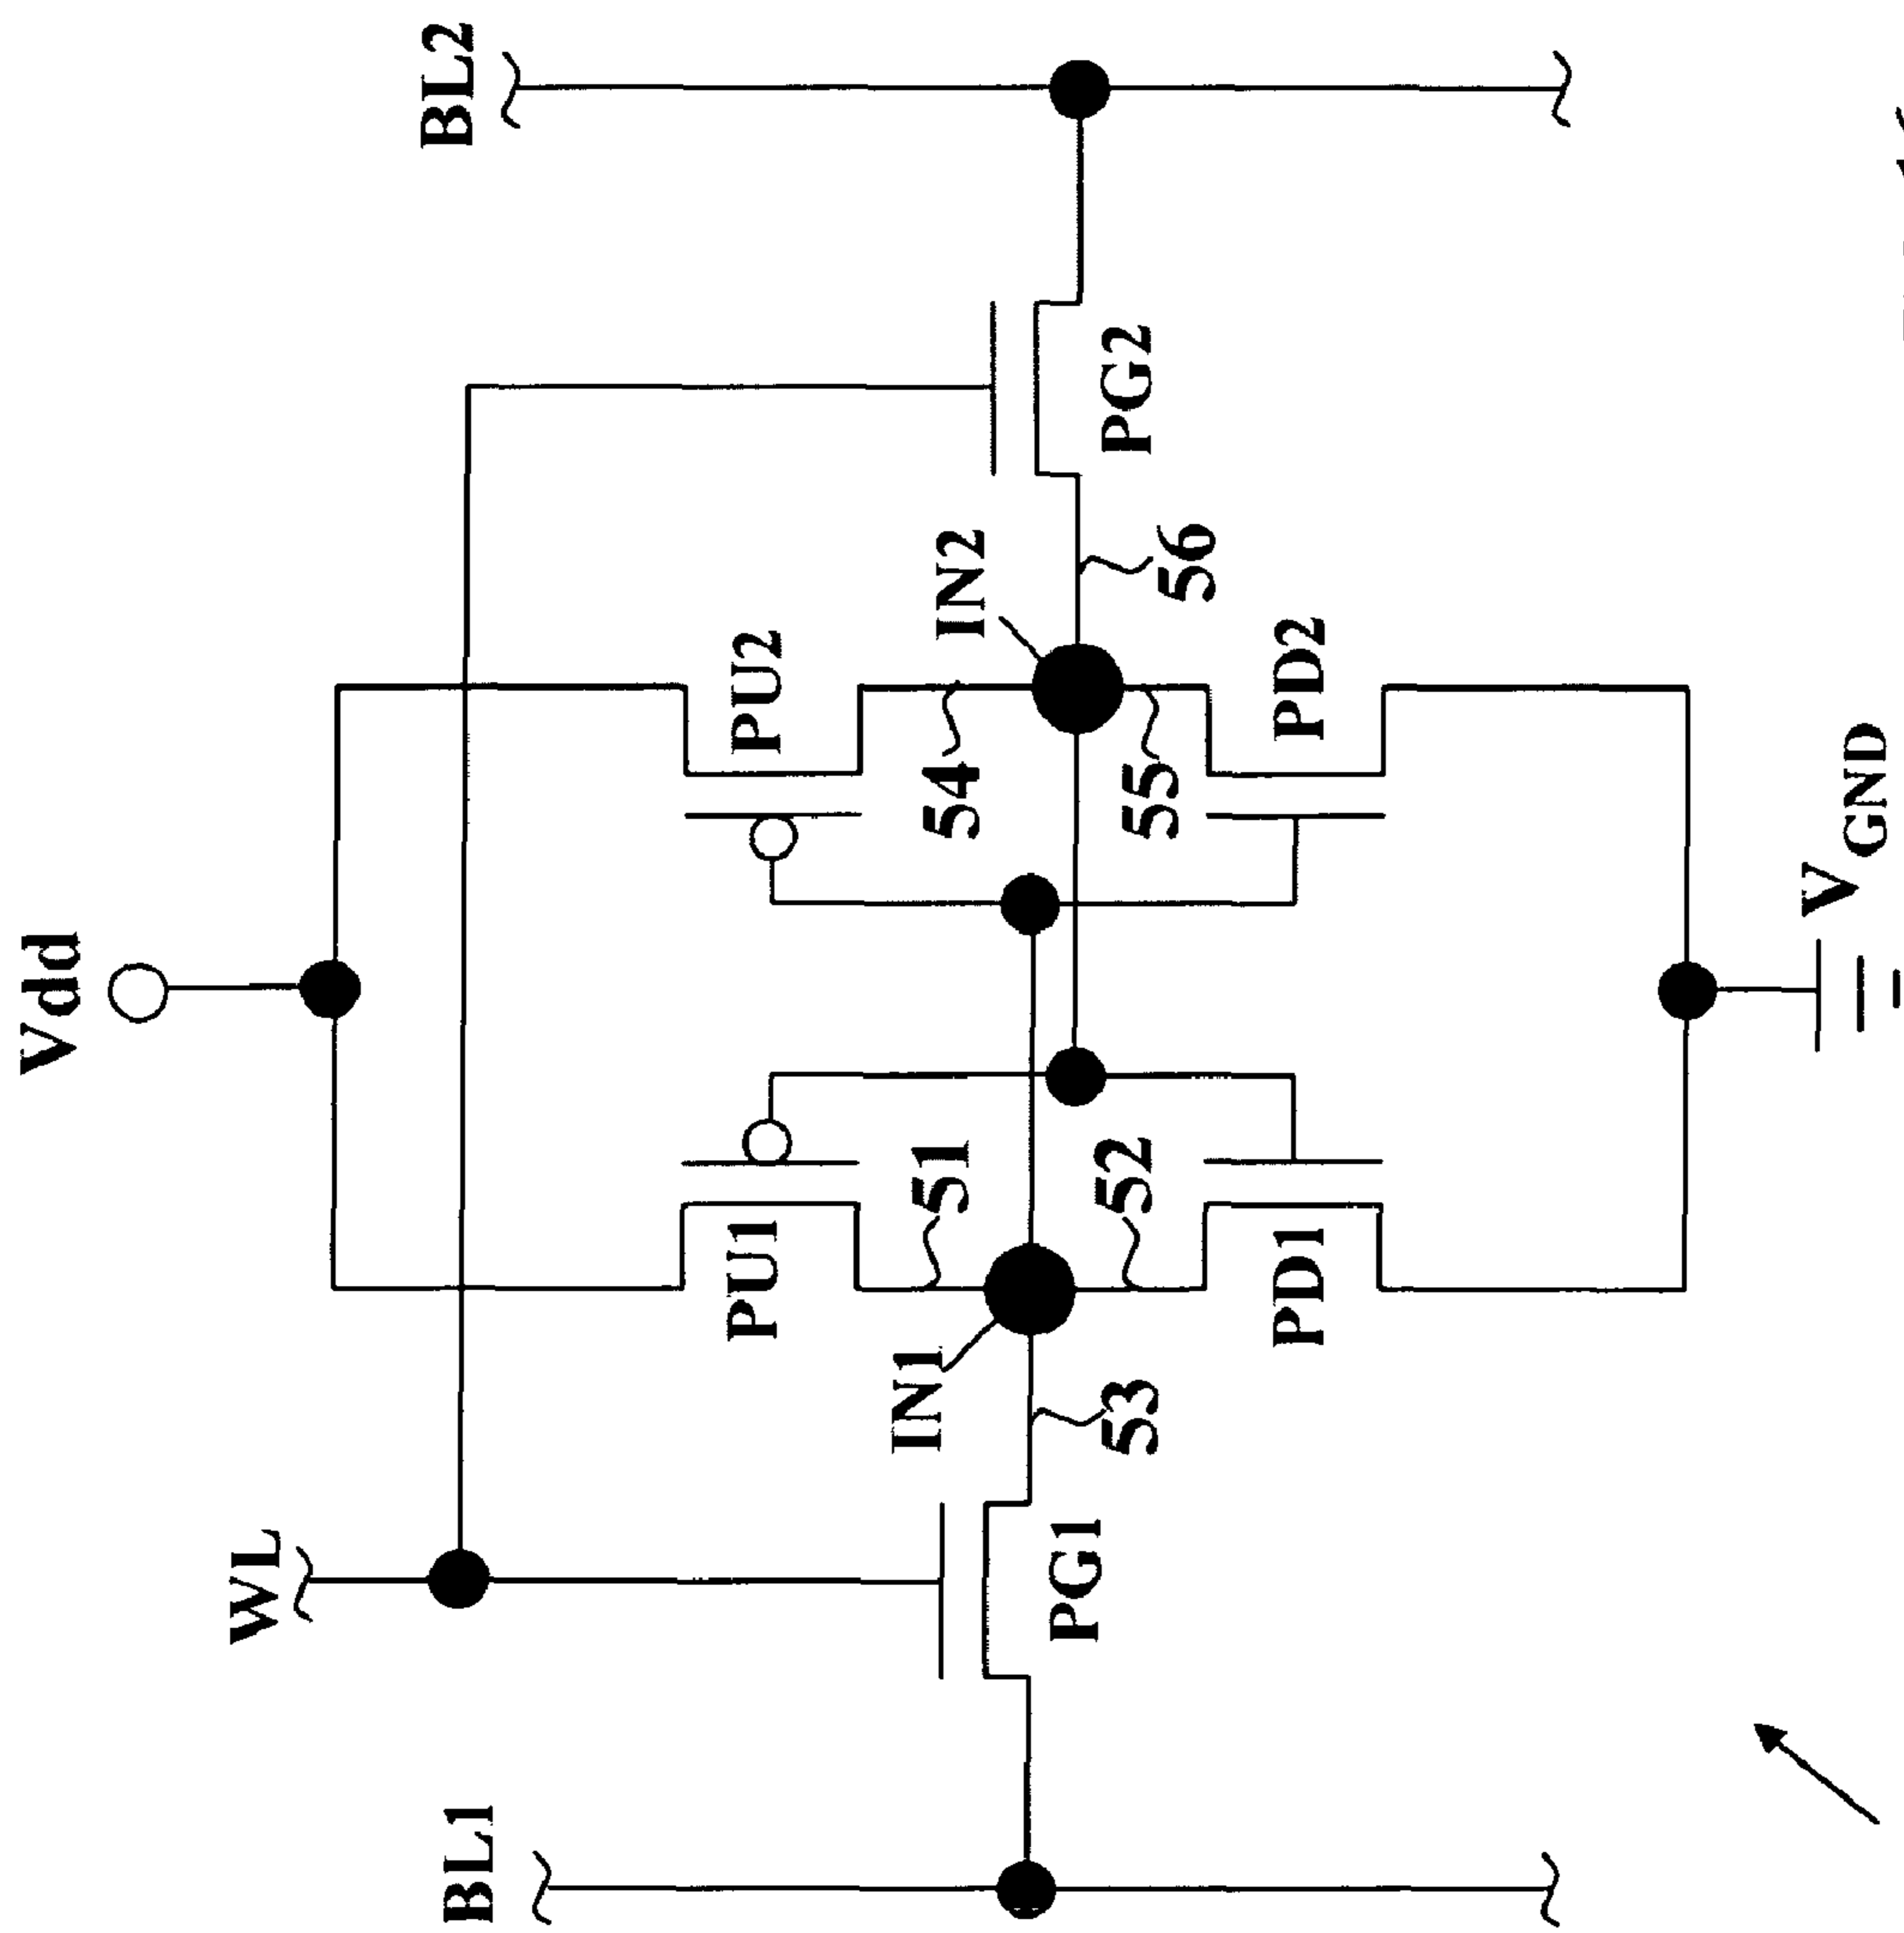 Vdd
WL
BL1
BL2
PU1
PU2
IN1
51
54
IN2
PG1
53
52
55
56
PG2
PD1
PD2
VGND